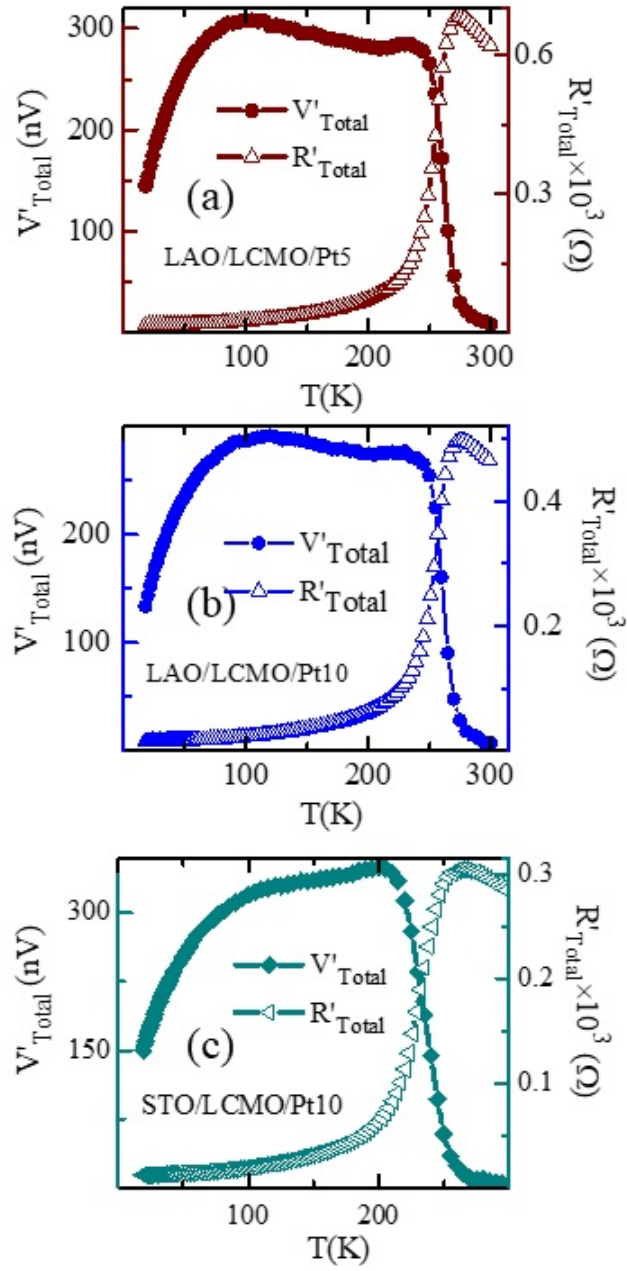 300
200
100
V'Total (nV)
0.6
0.3
R'Total×10³ (Ω)
V'Total
R'Total
(a)
LAO/LCMO/Pt5
100 200 300
T(K)
200
100
V'Total (nV)
0.4
0.2
R'Total×10³ (Ω)
V'Total
R'Total
(b)
LAO/LCMO/Pt10
100 200 300
T(K)
300
150
V'Total (nV)
0.3
0.2
0.1
R'Total×10³ (Ω)
V'Total
R'Total
(c)
STO/LCMO/Pt10
100 200
T(K)